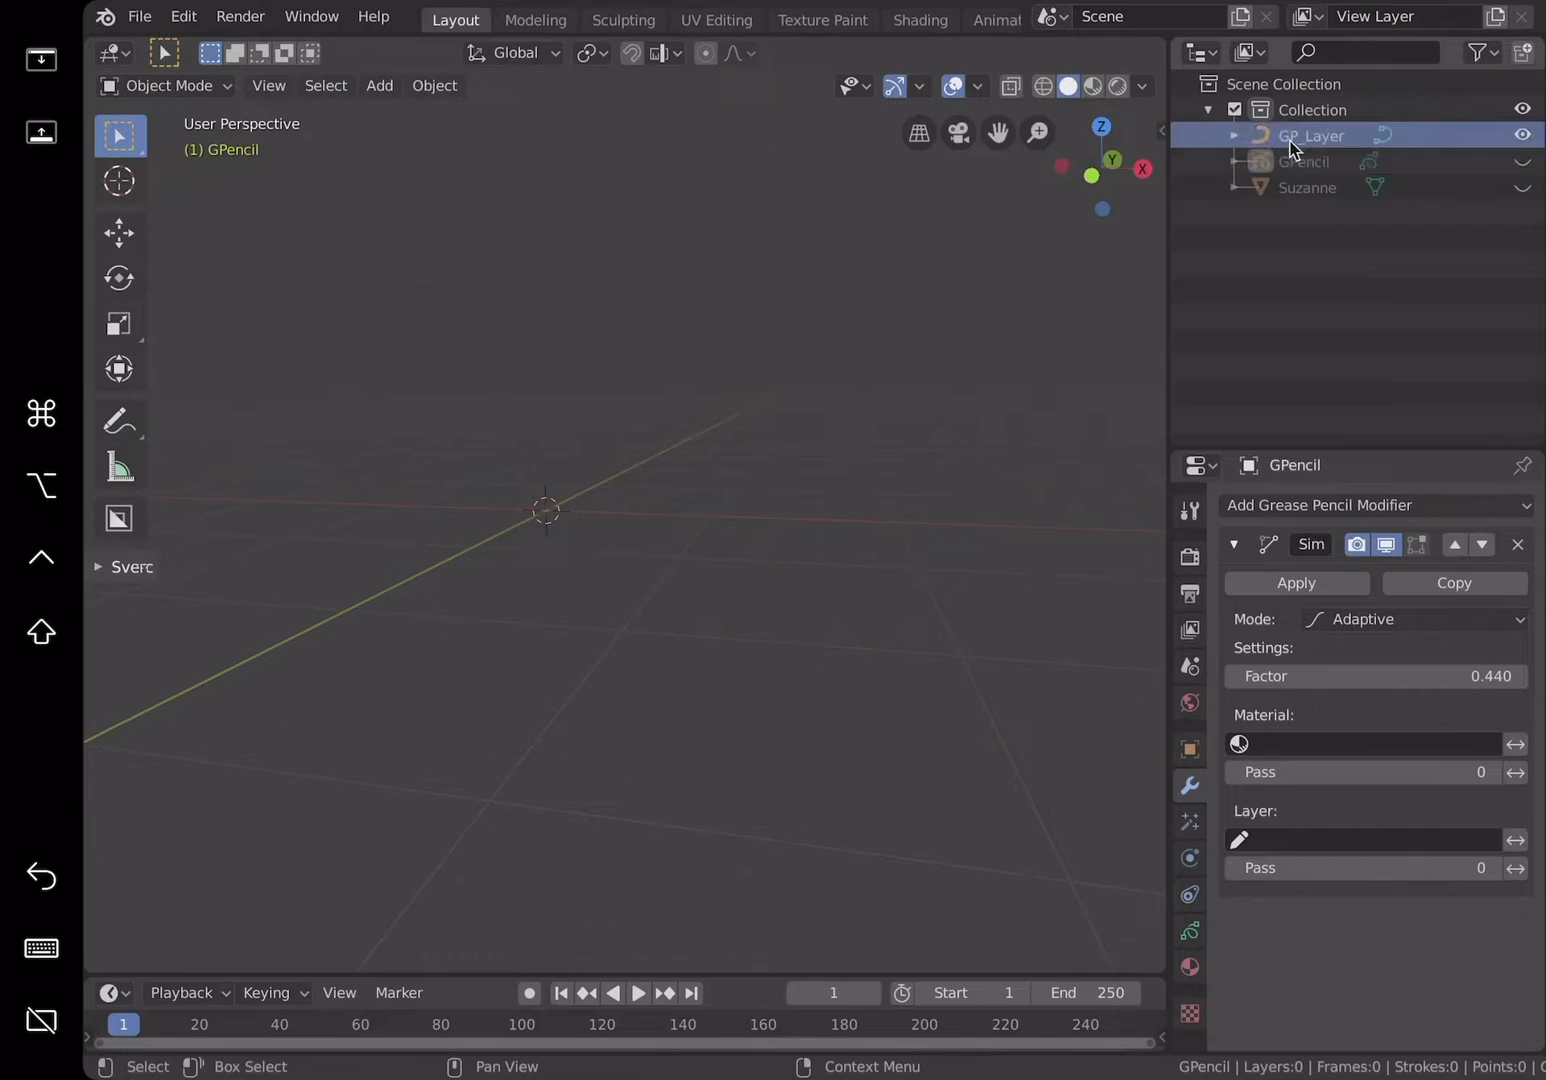 File Edit Render Window Help Layout Modeling Sculpting UV Editing Texture Paint Shading Animat Scene View Layer
Global
Object Mode View Select Add Object
Scene Collection
Collection
GP_Layer
GPencil
Suzanne
User Perspective
(1) GPencil
Z
Y
X
Sverc
GPencil
Add Grease Pencil Modifier
Sim
Apply Copy
Mode: Adaptive
Settings:
Factor 0.440
Material:
Pass 0
Layer:
Pass 0
Playback Keying View Marker 1 Start 1 End 250
1 20 40 60 80 100 120 140 160 180 200 220 240
Select Box Select Pan View Context Menu GPencil | Layers:0 | Frames:0 | Strokes:0 | Points:0 |